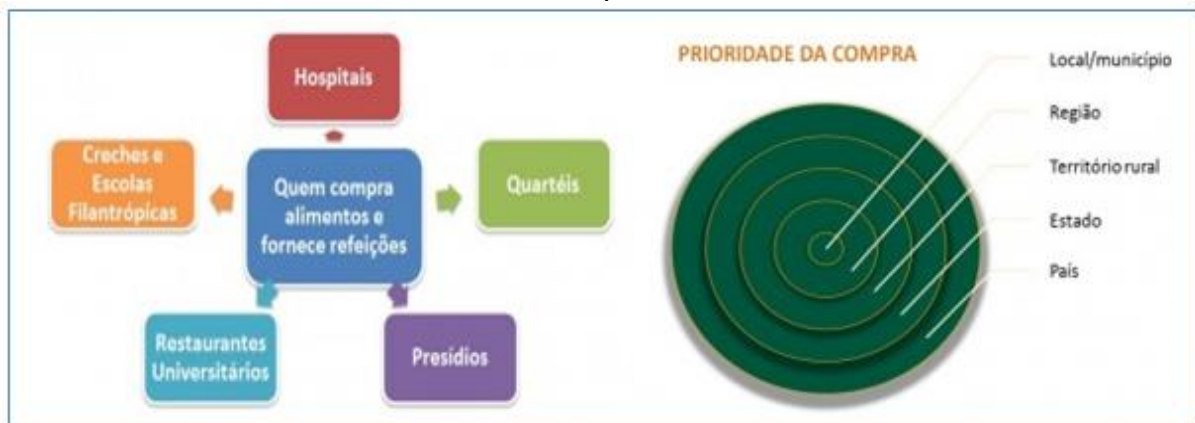 Hospitais
Creches e
Escolas
Filantrópicas
Quem compra
alimentos e
fornece refeições
Quartéis
Restaurantes
Universitários
Presídios
PRIORIDADE DA COMPRA
Local/município
Região
Território rural
Estado
País